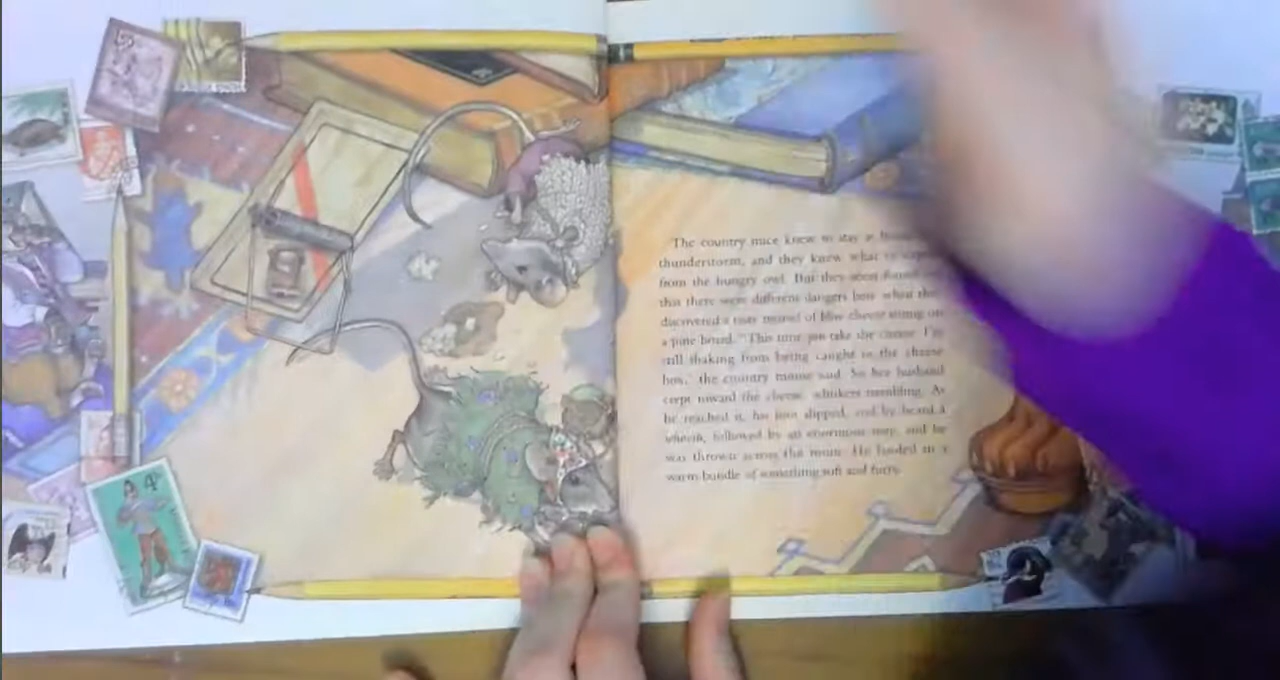 The country mice knew to stay in
thunderstorm, and they knew what
from the hungry owl. But they soon found
that there were different dangers here when they
discovered a tasty morsel of blue cheese sitting on
a pine board. "This time you take the cheese. I'm
still shaking from being caught in the cheese
box," the country mouse said. So her husband
crept toward the cheese, whiskers trembling. As
he reached it, his foot slipped, and he heard a
whoosh, followed by an enormous snap, and he
was thrown across the room. He landed in a
warm bundle of something soft and furry.